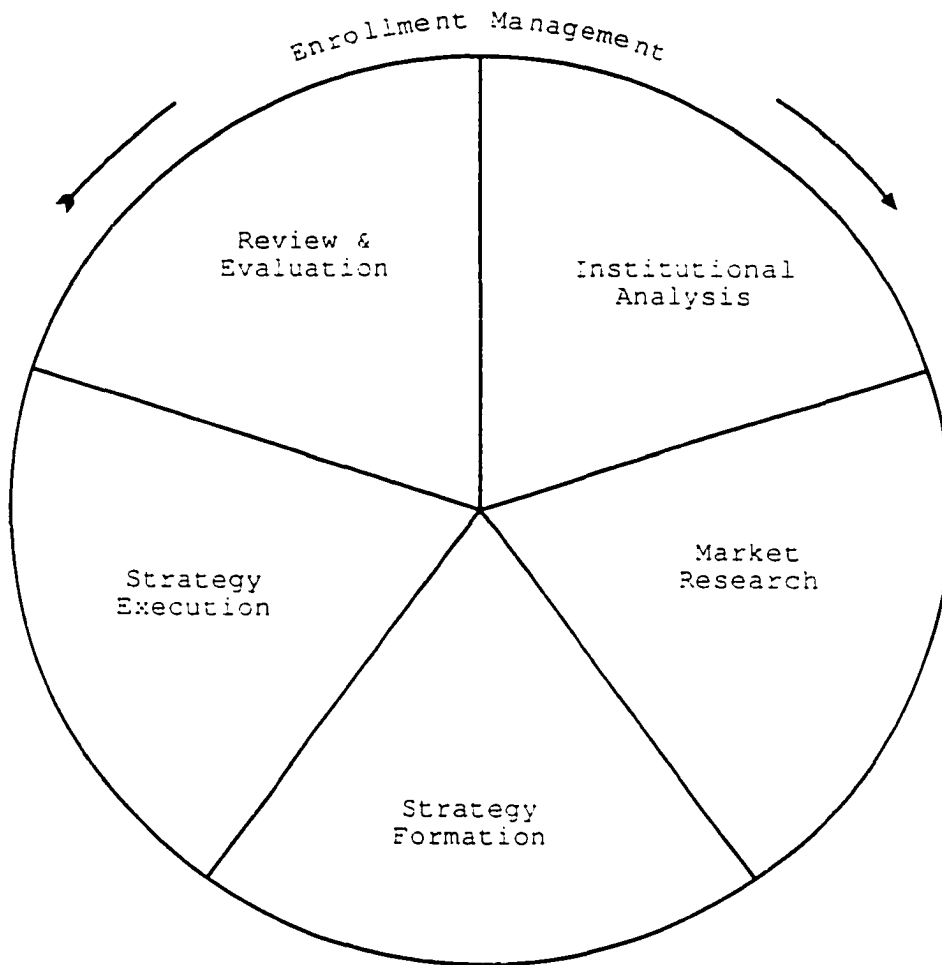 Enrollment Management
Review &
Evaluation
Institutional
Analysis
Market
Research
Strategy
Execution
Strategy
Formation